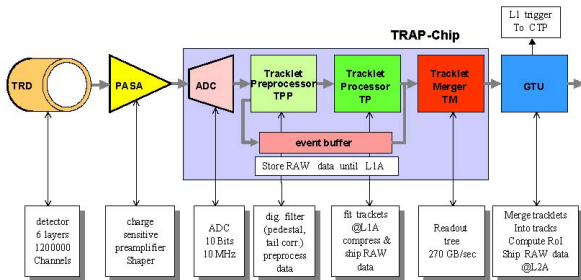 L1 trigger
To CTP
TRAP-Chip
TRD
PASA
ADC
Tracklet
Preprocessor
TPP
Tracklet
Processor
TP
Tracklet
Merger
TM
GTU
event buffer
Store RAW data until L1A
detector
6 layers
1200000
Channels
charge
sensitive
preamplifier
Shaper
ADC
10 Bits
10 MHz
dig. filter
(pedestal,
tail corr.)
preprocess
data
fit trackets
@L1A
compress &
ship RAW
data
Readout
tree
270 GB/sec
Merge tracklets
Into tracks
Compute RoI
Ship RAW data
@L2A